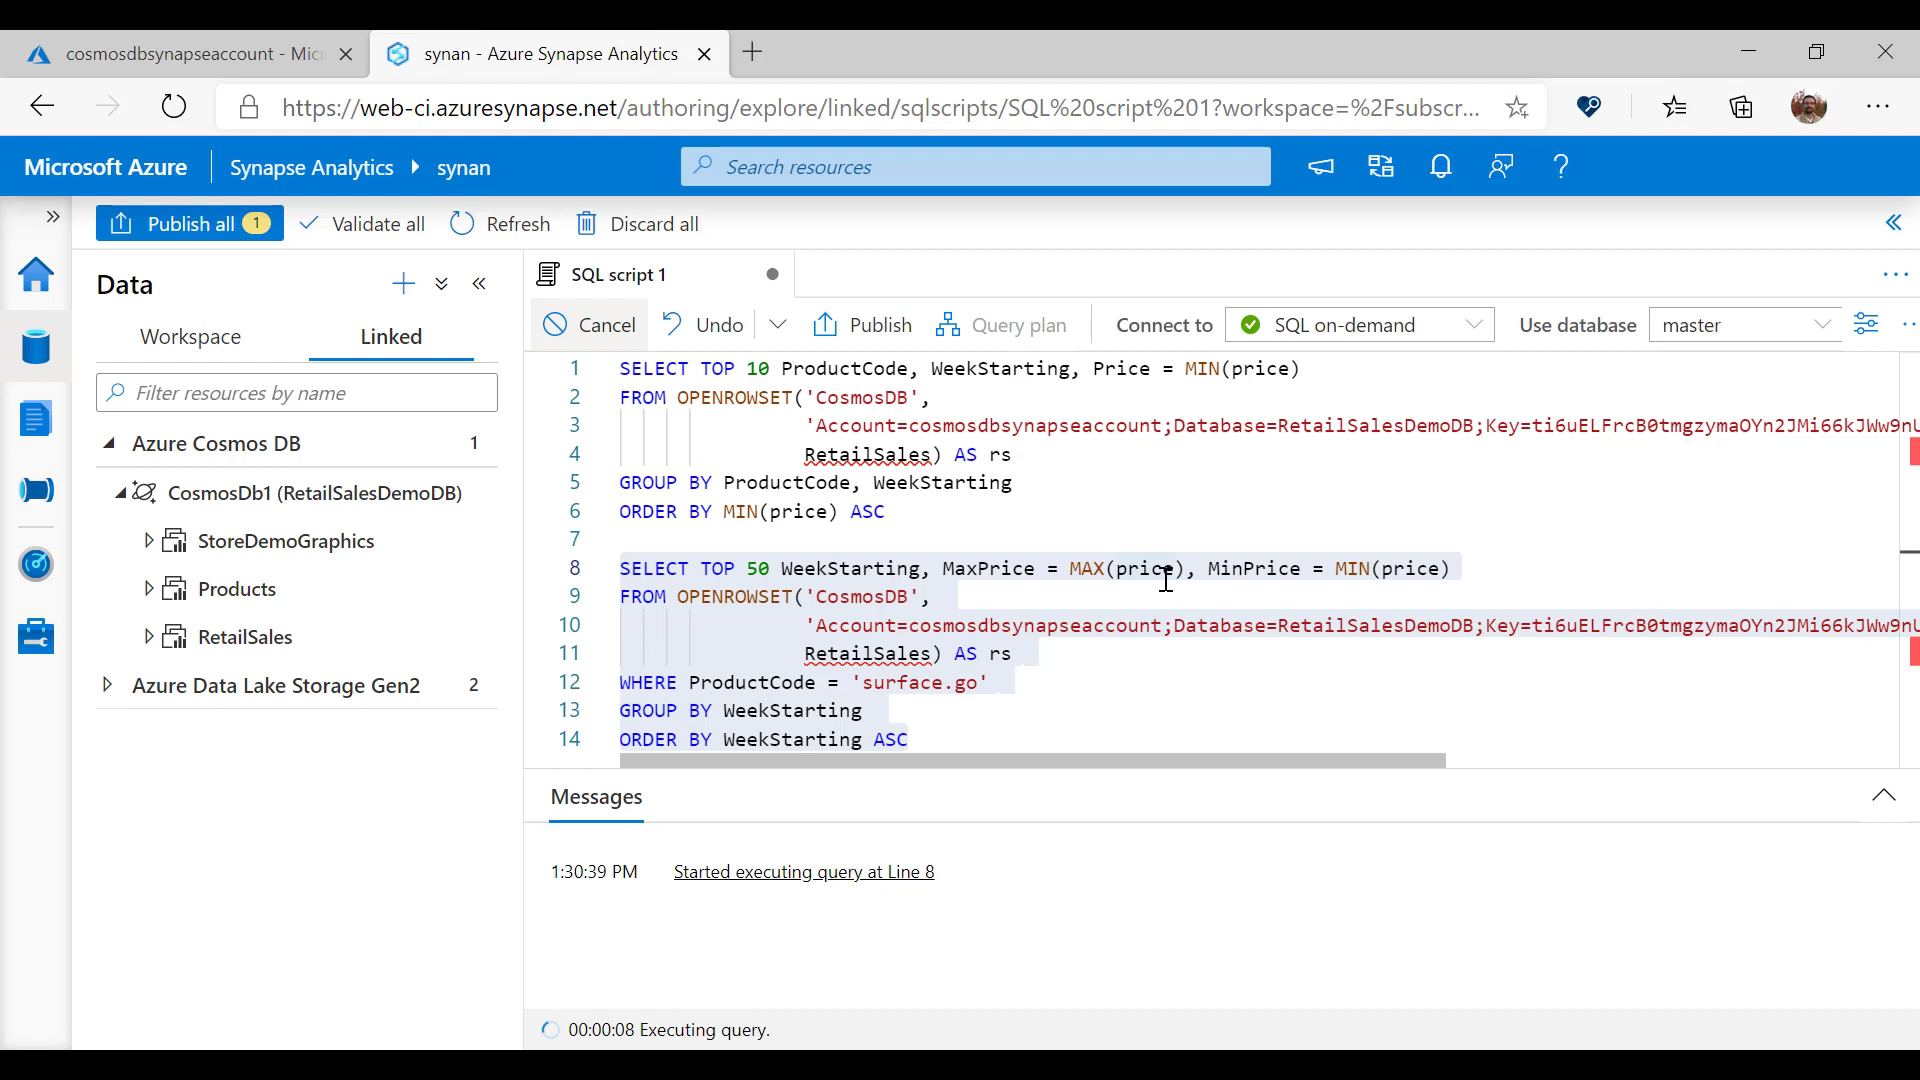 cosmosdbsynapseaccount - Mic
synan - Azure Synapse Analytics
https://web-ci.azuresynapse.net/authoring/explore/linked/sqlscripts/SQL%20script%201?workspace=%2Fsubscr...
Microsoft Azure
Synapse Analytics
synan
Search resources
Publish all 1
Validate all
Refresh
Discard all
Data
Workspace
Linked
Filter resources by name
Azure Cosmos DB 1
CosmosDb1 (RetailSalesDemoDB)
StoreDemoGraphics
Products
RetailSales
Azure Data Lake Storage Gen2 2
SQL script 1
Cancel
Undo
Publish
Query plan
Connect to
SQL on-demand
Use database
master
1 SELECT TOP 10 ProductCode, WeekStarting, Price = MIN(price)
2 FROM OPENROWSET('CosmosDB',
3 'Account=cosmosdbsynapseaccount;Database=RetailSalesDemoDB;Key=ti6uELFrcB0tmgzymaOYn2JMi66kJWw9nU
4 RetailSales) AS rs
5 GROUP BY ProductCode, WeekStarting
6 ORDER BY MIN(price) ASC
7
8 SELECT TOP 50 WeekStarting, MaxPrice = MAX(price), MinPrice = MIN(price)
9 FROM OPENROWSET('CosmosDB',
10 'Account=cosmosdbsynapseaccount;Database=RetailSalesDemoDB;Key=ti6uELFrcB0tmgzymaOYn2JMi66kJWw9nU
11 RetailSales) AS rs
12 WHERE ProductCode = 'surface.go'
13 GROUP BY WeekStarting
14 ORDER BY WeekStarting ASC
Messages
1:30:39 PM Started executing query at Line 8
00:00:08 Executing query.